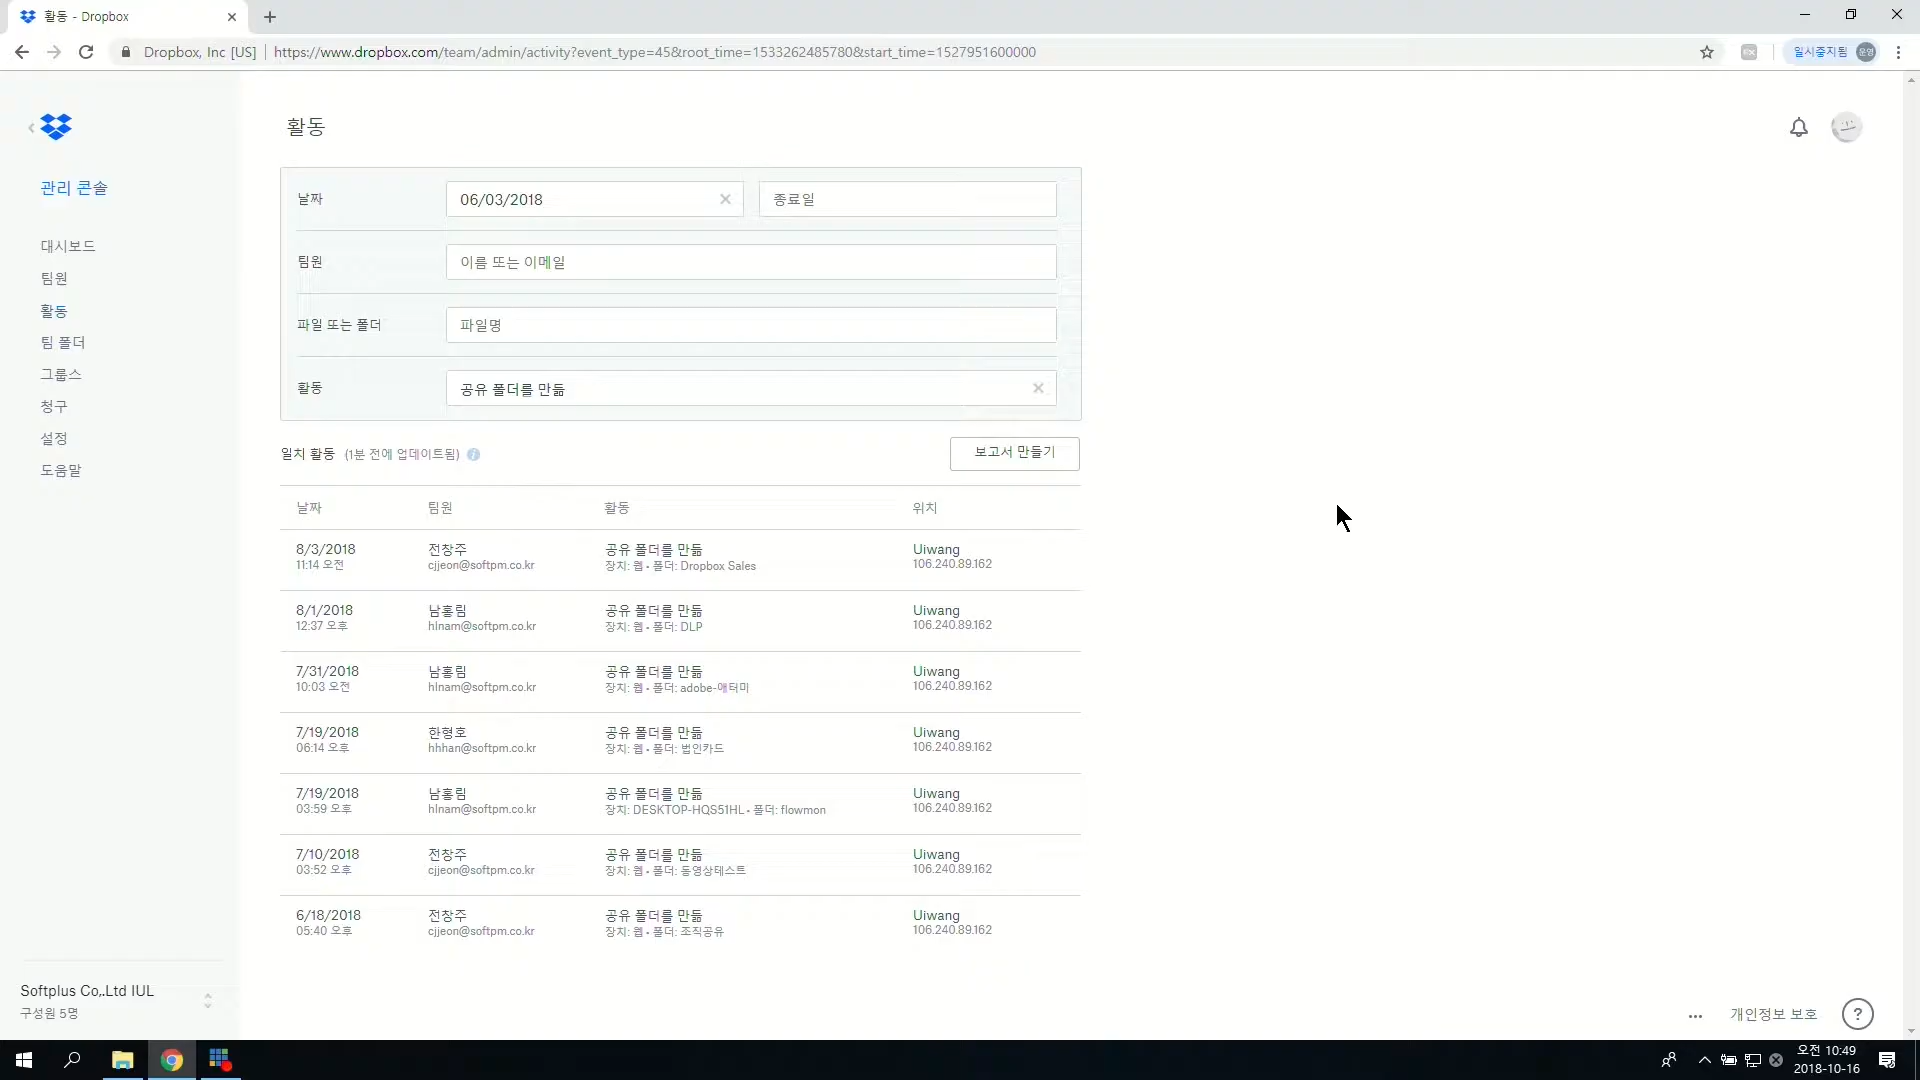 활동 - Dropbox
Dropbox, Inc [US]
https://www.dropbox.com/team/admin/activity?event_type=45&root_time=1533262485780&start_time=1527951600000
일시중지됨
운영
관리 콘솔
대시보드
팀원
활동
팀 폴더
그룹스
청구
설정
도움말
Softplus Co,.Ltd IUL
구성원 5명
활동
날짜 06/03/2018 종료일
팀원 이름 또는 이메일
파일 또는 폴더 파일명
활동 공유 폴더를 만듦
일치 활동 (1분 전에 업데이트됨)
보고서 만들기
날짜 팀원 활동 위치
8/3/2018 전창주 공유 폴더를 만듦 Uiwang
11:14 오전 cjjeon@softpm.co.kr 장치: 웹 • 폴더: Dropbox Sales 106.240.89.162
8/1/2018 남홍림 공유 폴더를 만듦 Uiwang
12:37 오후 hlnam@softpm.co.kr 장치: 웹 • 폴더: DLP 106.240.89.162
7/31/2018 남홍림 공유 폴더를 만듦 Uiwang
10:03 오전 hlnam@softpm.co.kr 장치: 웹 • 폴더: adobe-애터미 106.240.89.162
7/19/2018 한형호 공유 폴더를 만듦 Uiwang
06:14 오후 hhhan@softpm.co.kr 장치: 웹 • 폴더: 법인카드 106.240.89.162
7/19/2018 남홍림 공유 폴더를 만듦 Uiwang
03:59 오후 hlnam@softpm.co.kr 장치: DESKTOP-HQS51HL • 폴더: flowmon 106.240.89.162
7/10/2018 전창주 공유 폴더를 만듦 Uiwang
03:52 오후 cjjeon@softpm.co.kr 장치: 웹 • 폴더: 동영상테스트 106.240.89.162
6/18/2018 전창주 공유 폴더를 만듦 Uiwang
05:40 오후 cjjeon@softpm.co.kr 장치: 웹 • 폴더: 조직공유 106.240.89.162
개인정보 보호
오전 10:49
2018-10-16